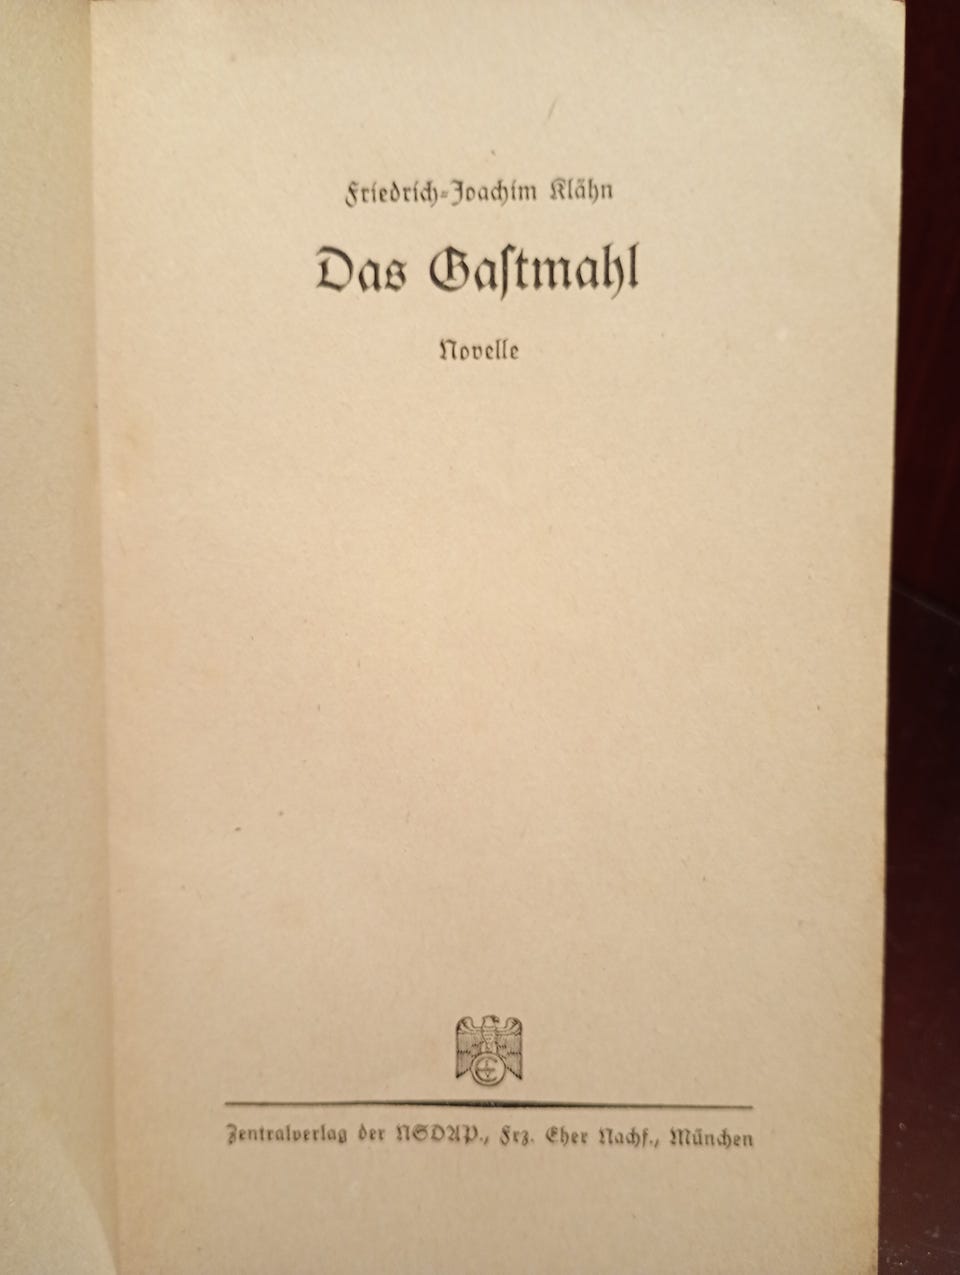 Friedrich-Joachim Klähn
Das Gastmahl
Novelle
Zentralverlag der NSDAP., Frz. Eher Nachf., München